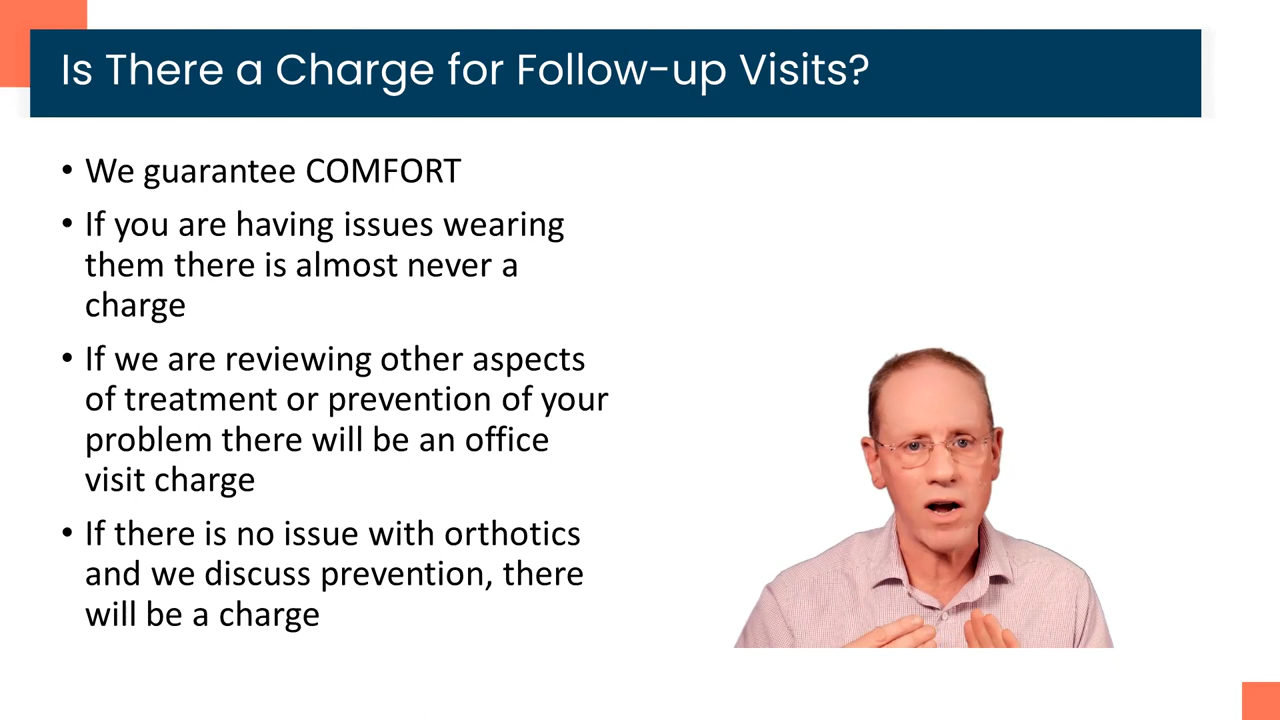 Is There a Charge for Follow-up Visits?
• We guarantee COMFORT
• If you are having issues wearing
them there is almost never a
charge
• If we are reviewing other aspects
of treatment or prevention of your
problem there will be an office
visit charge
• If there is no issue with orthotics
and we discuss prevention, there
will be a charge